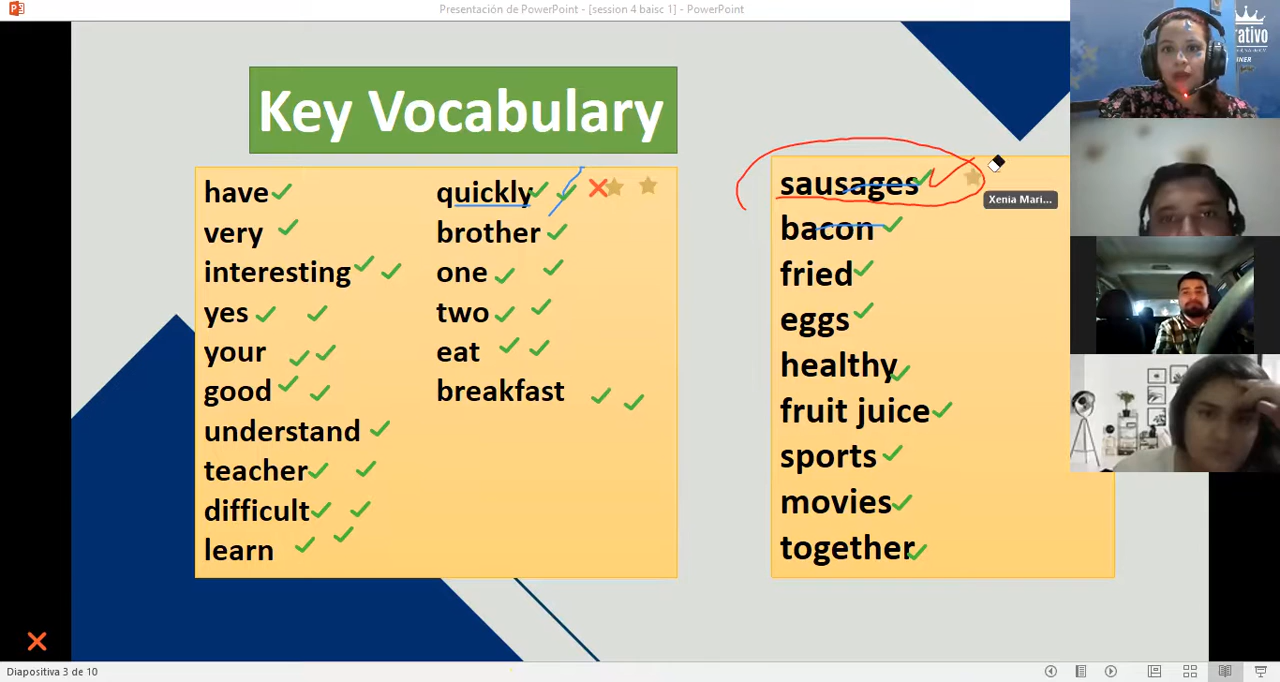 Presentación de PowerPoint - [session 4 baisc 1] - PowerPoint
rativo
INER
Key Vocabulary
have
very
interesting
yes
your
good
understand
teacher
difficult
learn
quickly
brother
one
two
eat
breakfast
sausages
bacon
fried
eggs
healthy
fruit juice
sports
movies
together
Xenia Mari...
Diapositiva 3 de 10